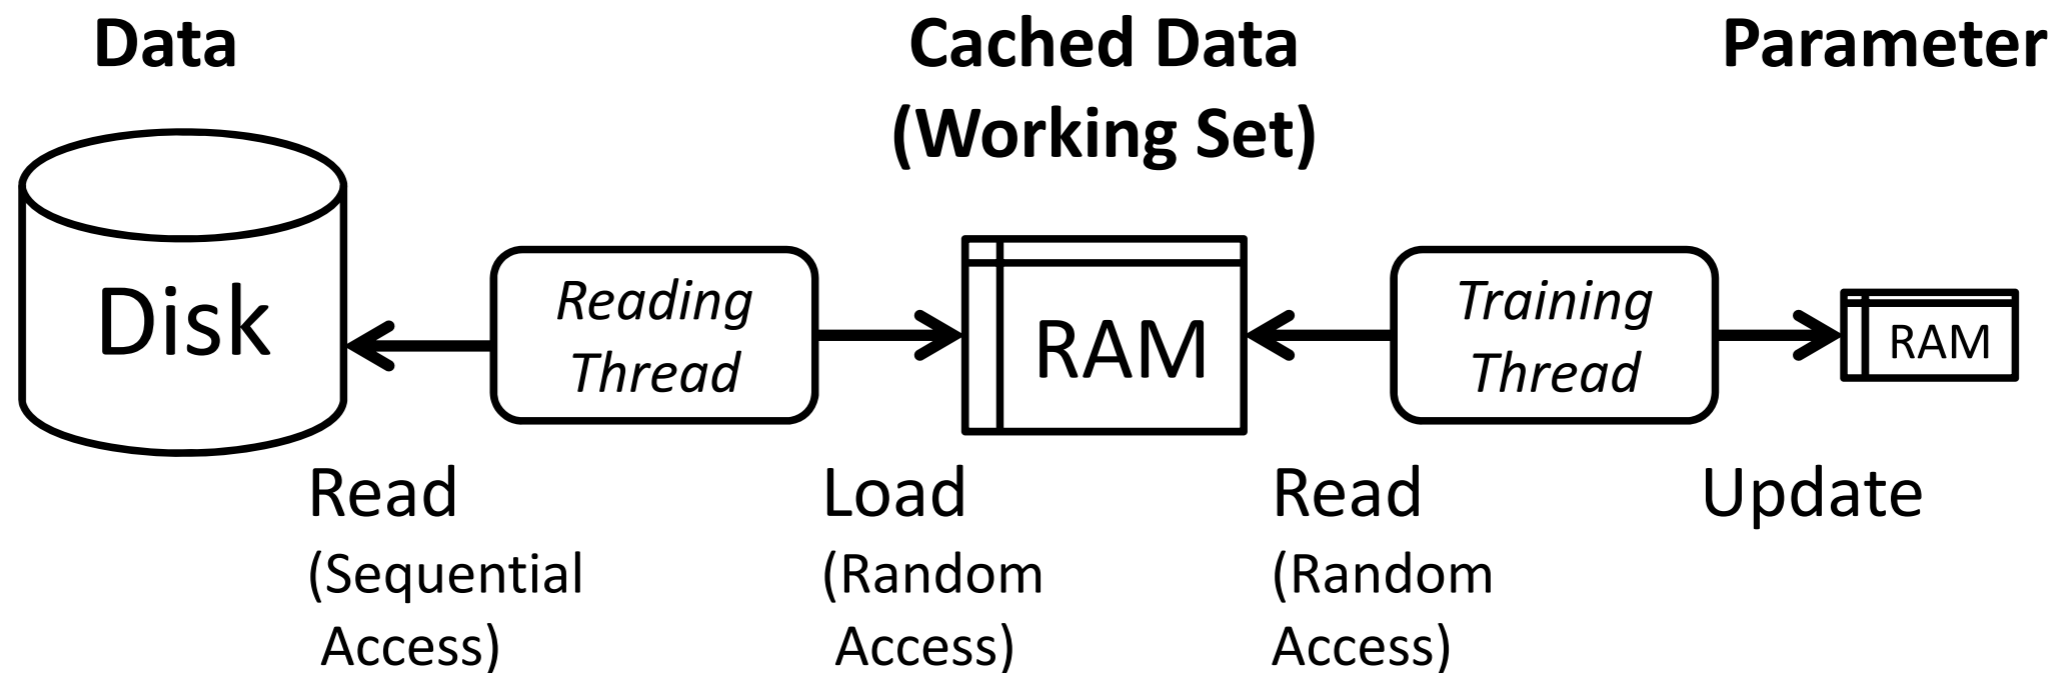 Data
Cached Data
(Working Set)
Parameter
Disk
Reading
Thread
RAM
Training
Thread
RAM
Read
(Sequential
Access)
Load
(Random
Access)
Read
(Random
Access)
Update